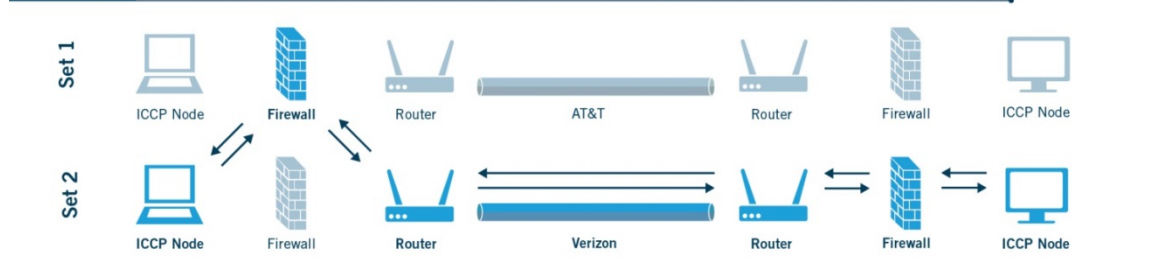 Set 1
ICCP Node
Firewall
Router
AT&T
Router
Firewall
ICCP Node
Set 2
ICCP Node
Firewall
Router
Verizon
Router
Firewall
ICCP Node